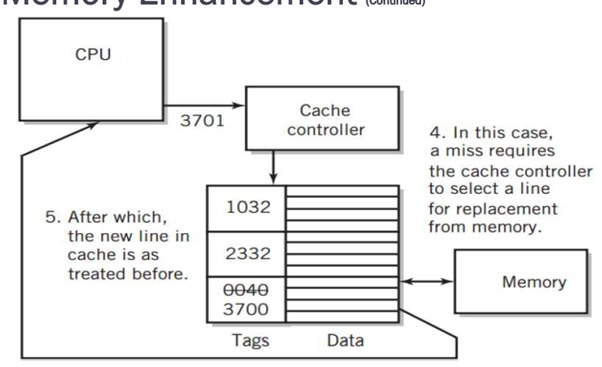 Memory Enhancement (Continued)
CPU
3701
Cache
controller
4. In this case,
a miss requires
the cache controller
to select a line
for replacement
from memory.
5. After which,
the new line in
cache is as
treated before.
1032
2332
0040
3700
Memory
Tags
Data